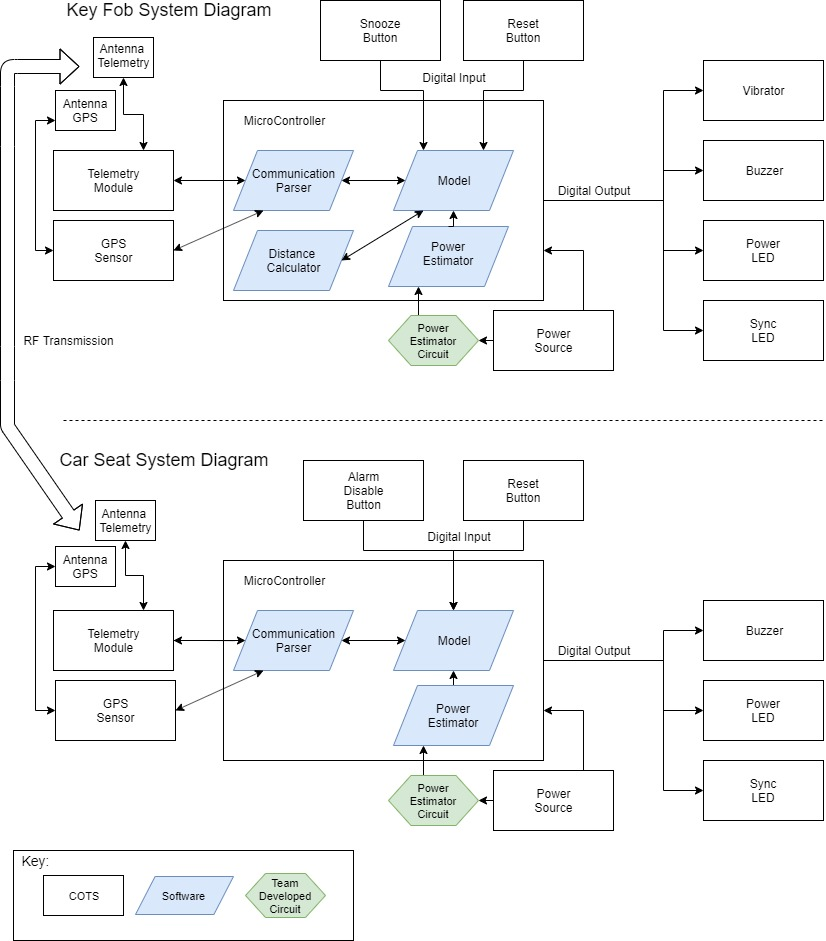 Key Fob System Diagram
Snooze
Button
Reset
Button
Antenna
Telemetry
Digital Input
Antenna
GPS
MicroController
Vibrator
Telemetry
Module
Communication
Parser
Model
Buzzer
Digital Output
GPS
Sensor
Distance
Calculator
Power
Estimator
Power
LED
Power
Estimator
Circuit
Power
Source
Sync
LED
RF Transmission
Car Seat System Diagram
Alarm
Disable
Button
Reset
Button
Antenna
Telemetry
Digital Input
Antenna
GPS
MicroController
Telemetry
Module
Communication
Parser
Model
Buzzer
Digital Output
GPS
Sensor
Power
Estimator
Power
LED
Power
Estimator
Circuit
Power
Source
Sync
LED
Key:
COTS
Software
Team
Developed
Circuit